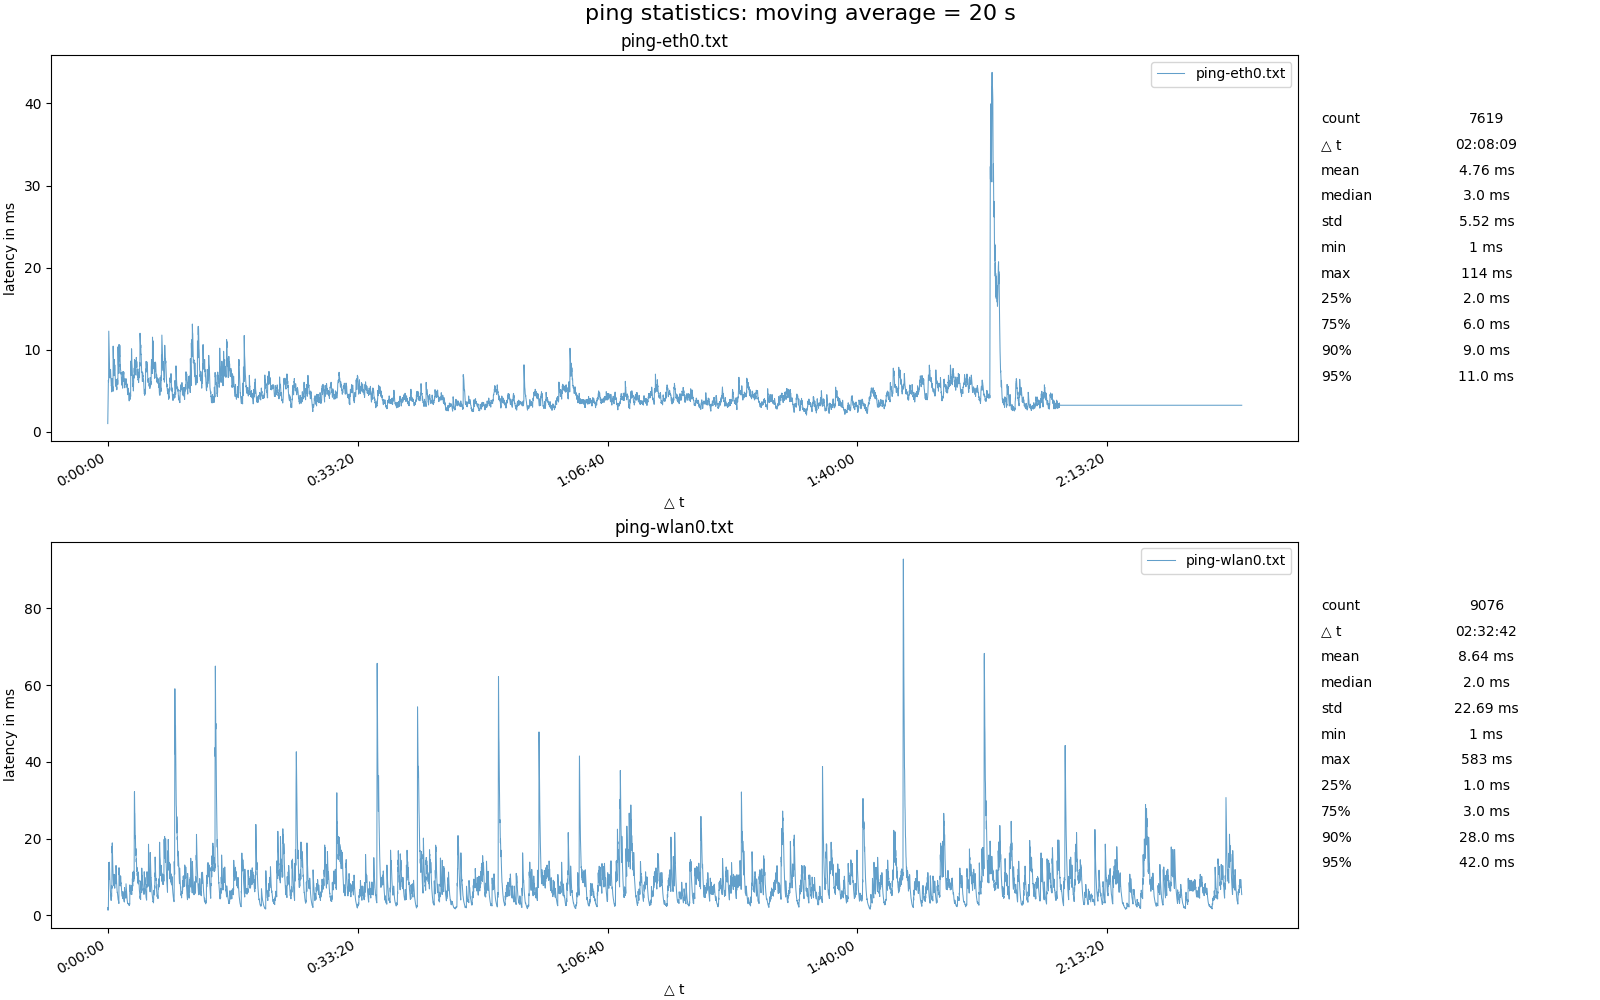 ping statistics: moving average = 20 s
ping-eth0.txt
ping-eth0.txt
40
30
20
10
0
latency in ms
0:00:00
0:33:20
1:06:40
1:40:00
2:13:20
△ t
count 7619
△ t 02:08:09
mean 4.76 ms
median 3.0 ms
std 5.52 ms
min 1 ms
max 114 ms
25% 2.0 ms
75% 6.0 ms
90% 9.0 ms
95% 11.0 ms
ping-wlan0.txt
ping-wlan0.txt
80
60
40
20
0
latency in ms
0:00:00
0:33:20
1:06:40
1:40:00
2:13:20
△ t
count 9076
△ t 02:32:42
mean 8.64 ms
median 2.0 ms
std 22.69 ms
min 1 ms
max 583 ms
25% 1.0 ms
75% 3.0 ms
90% 28.0 ms
95% 42.0 ms